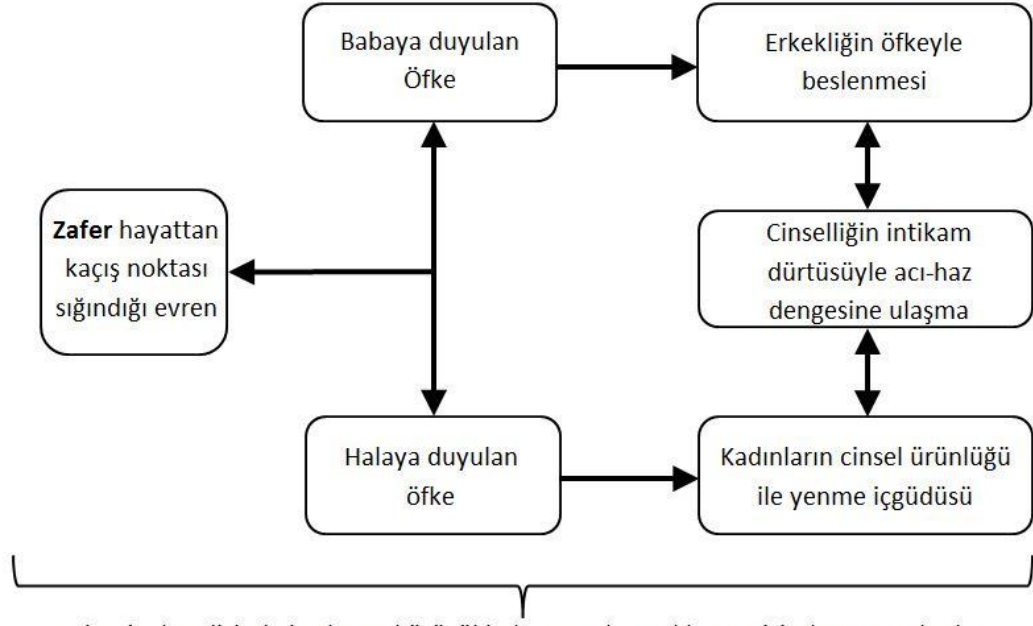 Babaya duyulan
Öfke
Erkekliğin öfkeyle
beslenmesi
Zafer hayattan
kaçış noktası
sığındığı evren
Cinselliğin intikam
dürtüsüyle acı-haz
dengesine ulaşma
Halaya duyulan
öfke
Kadınların cinsel ürünlüğü
ile yenme içgüdüsü